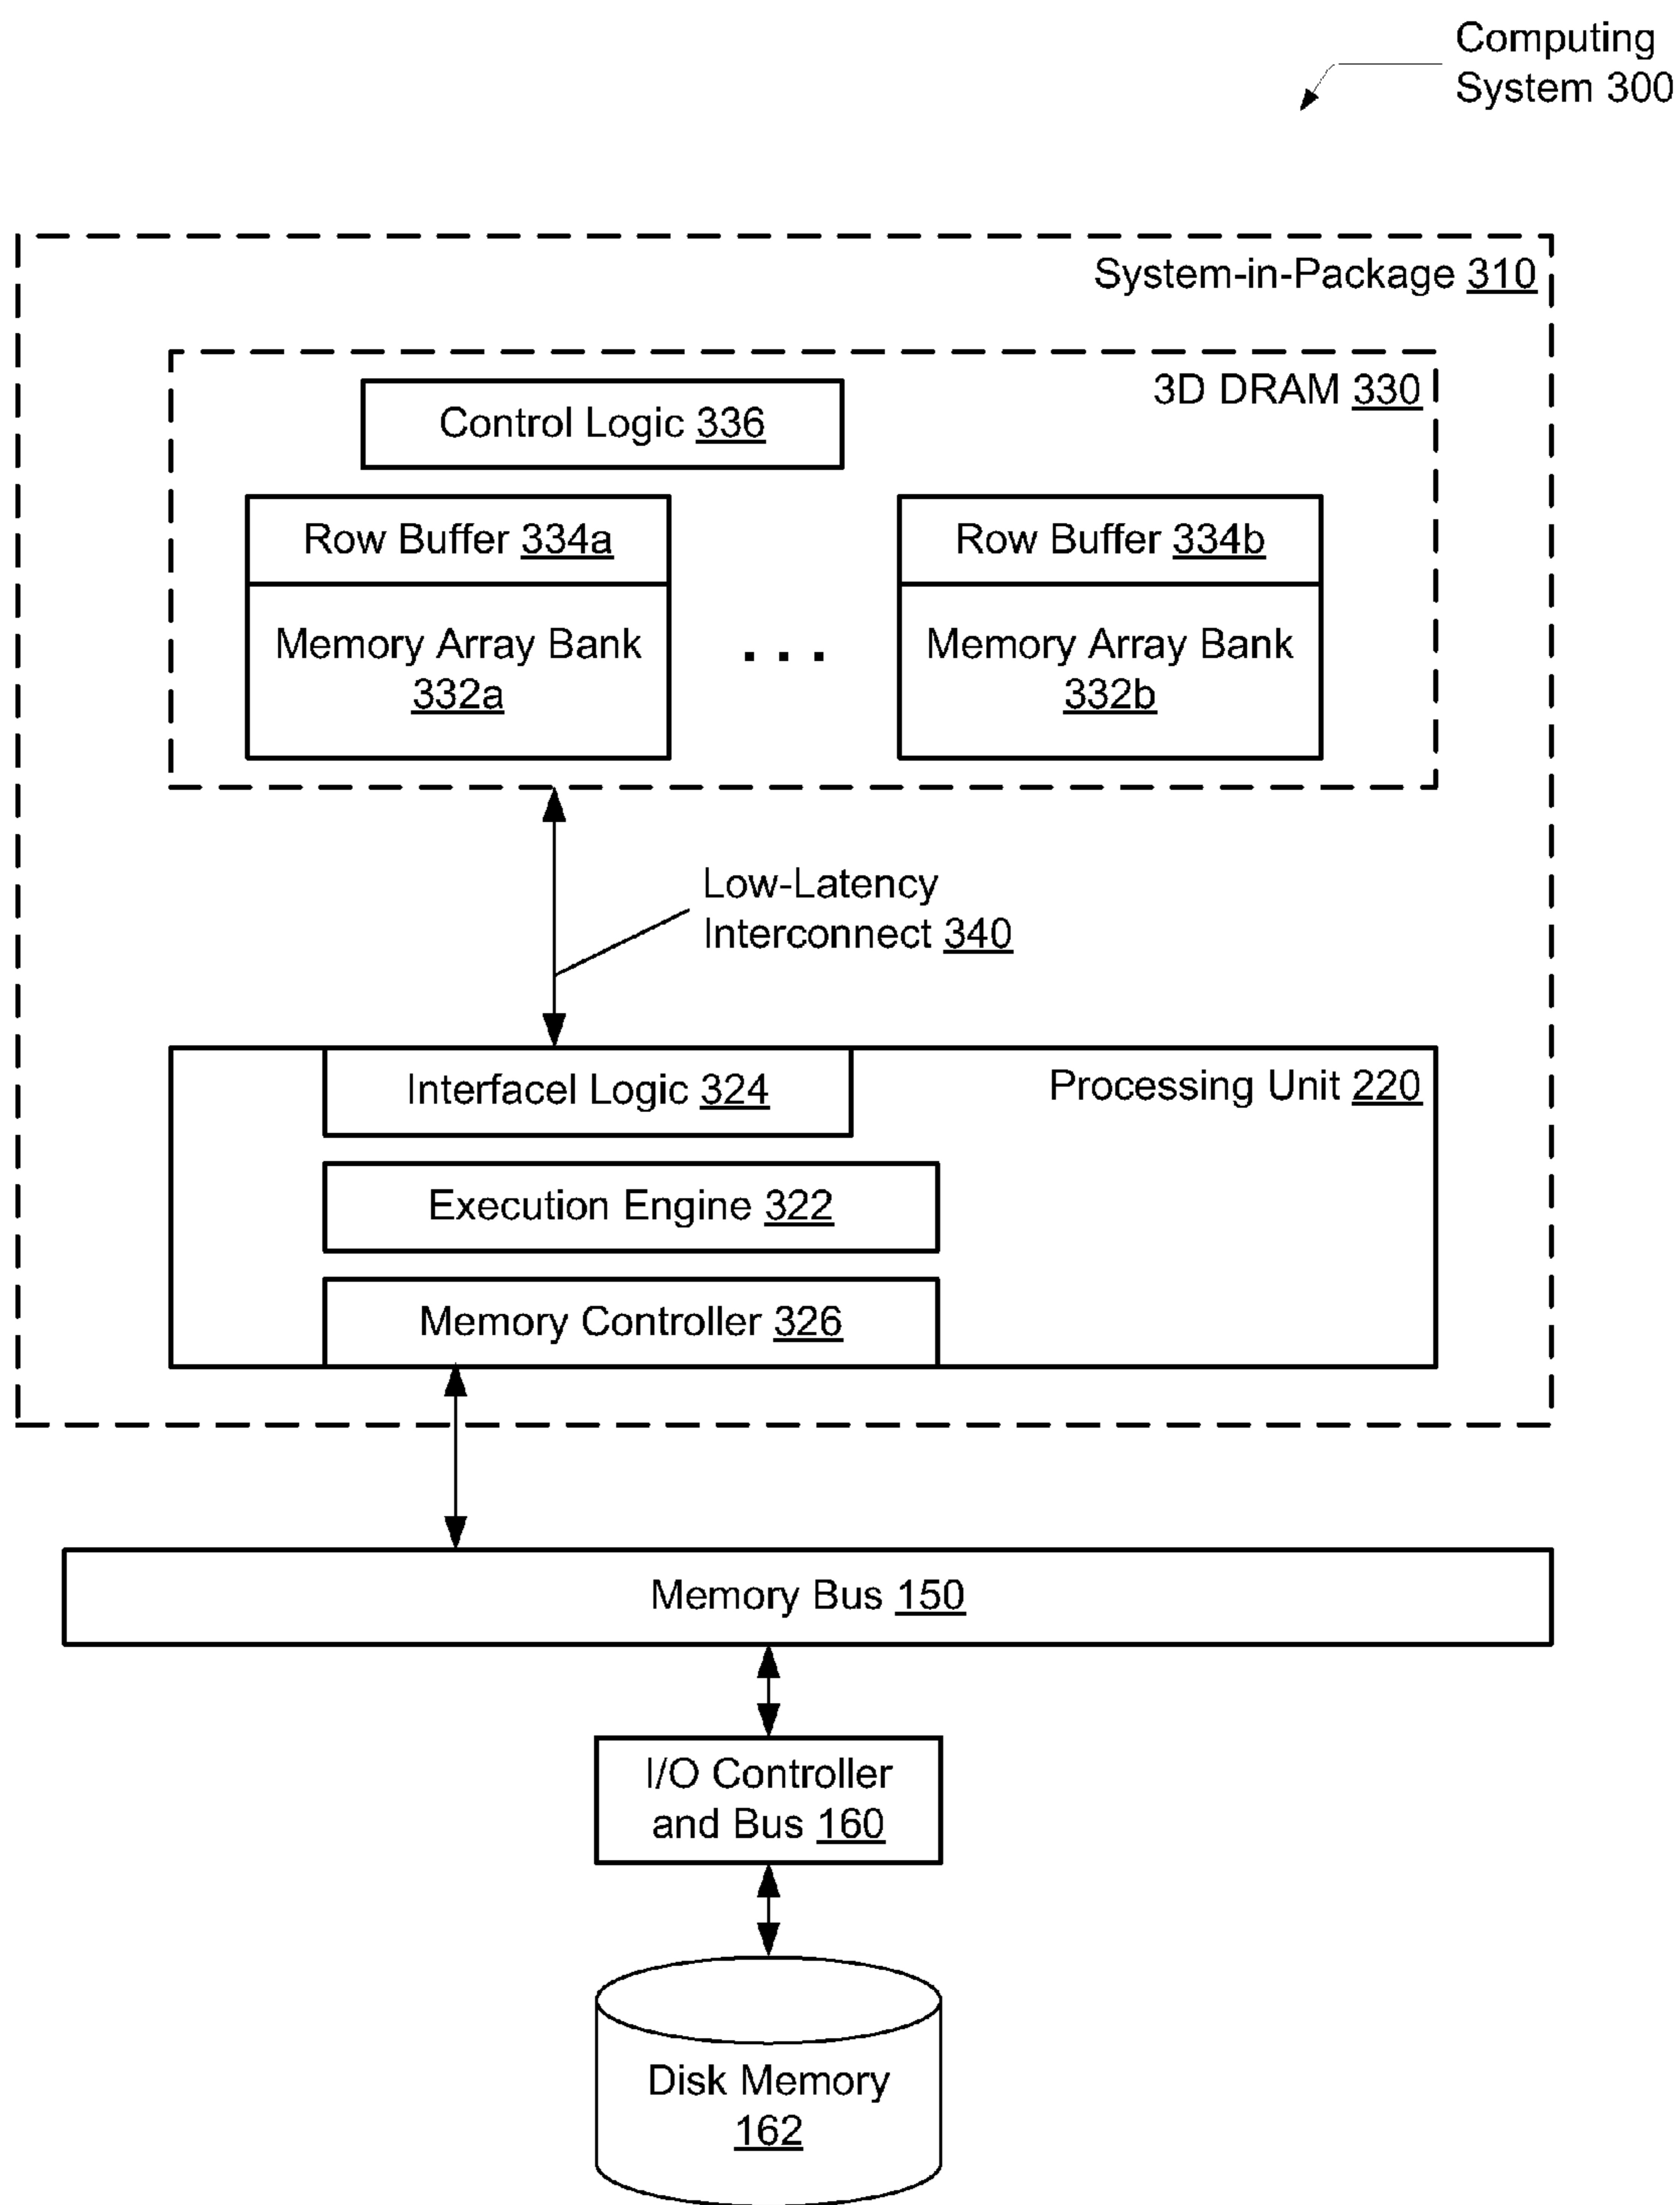 Computing
System 300
System-in-Package 310
3D DRAM 330
Control Logic 336
Row Buffer 334a
Row Buffer 334b
Memory Array Bank
332a
. . .
Memory Array Bank
332b
Low-Latency
Interconnect 340
Interfacel Logic 324
Processing Unit 220
Execution Engine 322
Memory Controller 326
Memory Bus 150
I/O Controller
and Bus 160
Disk Memory
162